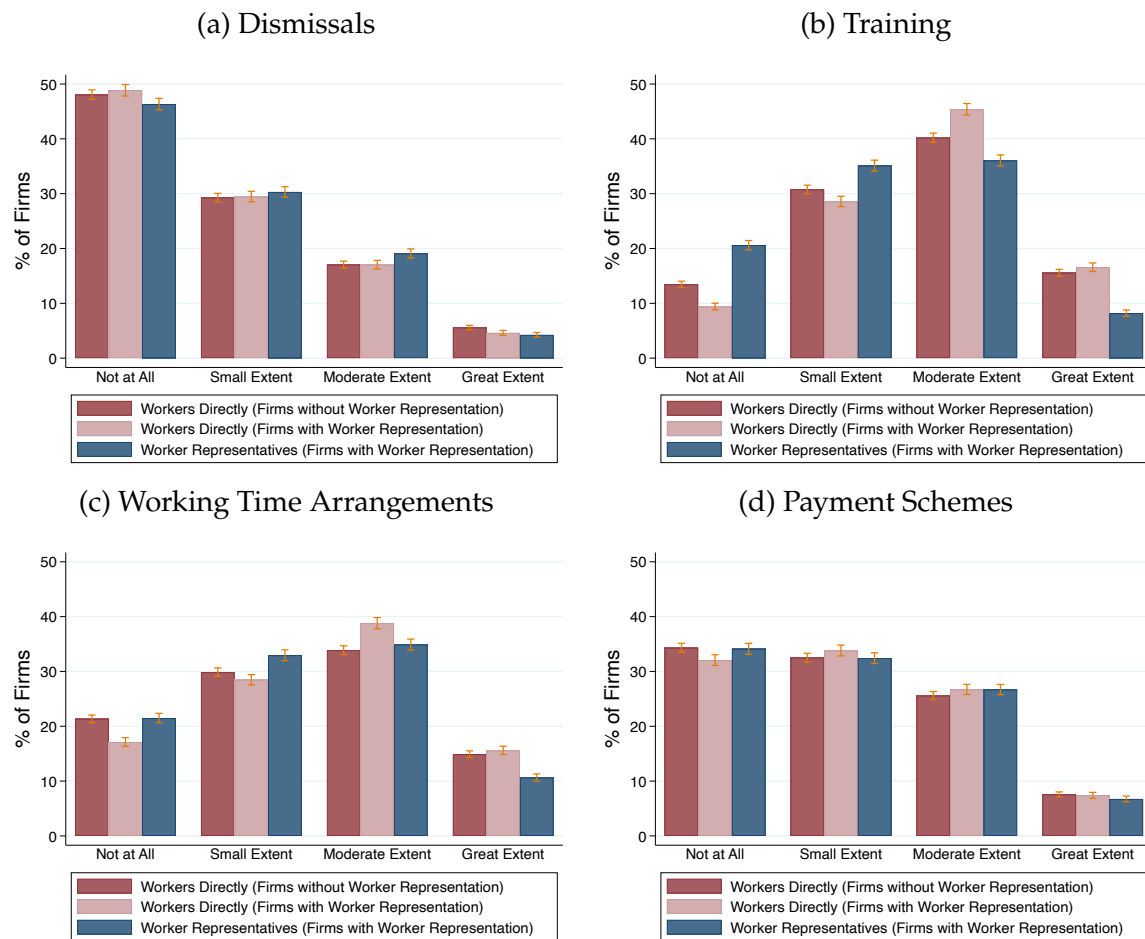 (a) Dismissals
% of Firms
50
40
30
20
10
0
Not at All Small Extent Moderate Extent Great Extent
Workers Directly (Firms without Worker Representation)
Workers Directly (Firms with Worker Representation)
Worker Representatives (Firms with Worker Representation)
(b) Training
% of Firms
50
40
30
20
10
0
Not at All Small Extent Moderate Extent Great Extent
Workers Directly (Firms without Worker Representation)
Workers Directly (Firms with Worker Representation)
Worker Representatives (Firms with Worker Representation)
(c) Working Time Arrangements
% of Firms
50
40
30
20
10
0
Not at All Small Extent Moderate Extent Great Extent
Workers Directly (Firms without Worker Representation)
Workers Directly (Firms with Worker Representation)
Worker Representatives (Firms with Worker Representation)
(d) Payment Schemes
% of Firms
50
40
30
20
10
0
Not at All Small Extent Moderate Extent Great Extent
Workers Directly (Firms without Worker Representation)
Workers Directly (Firms with Worker Representation)
Worker Representatives (Firms with Worker Representation)